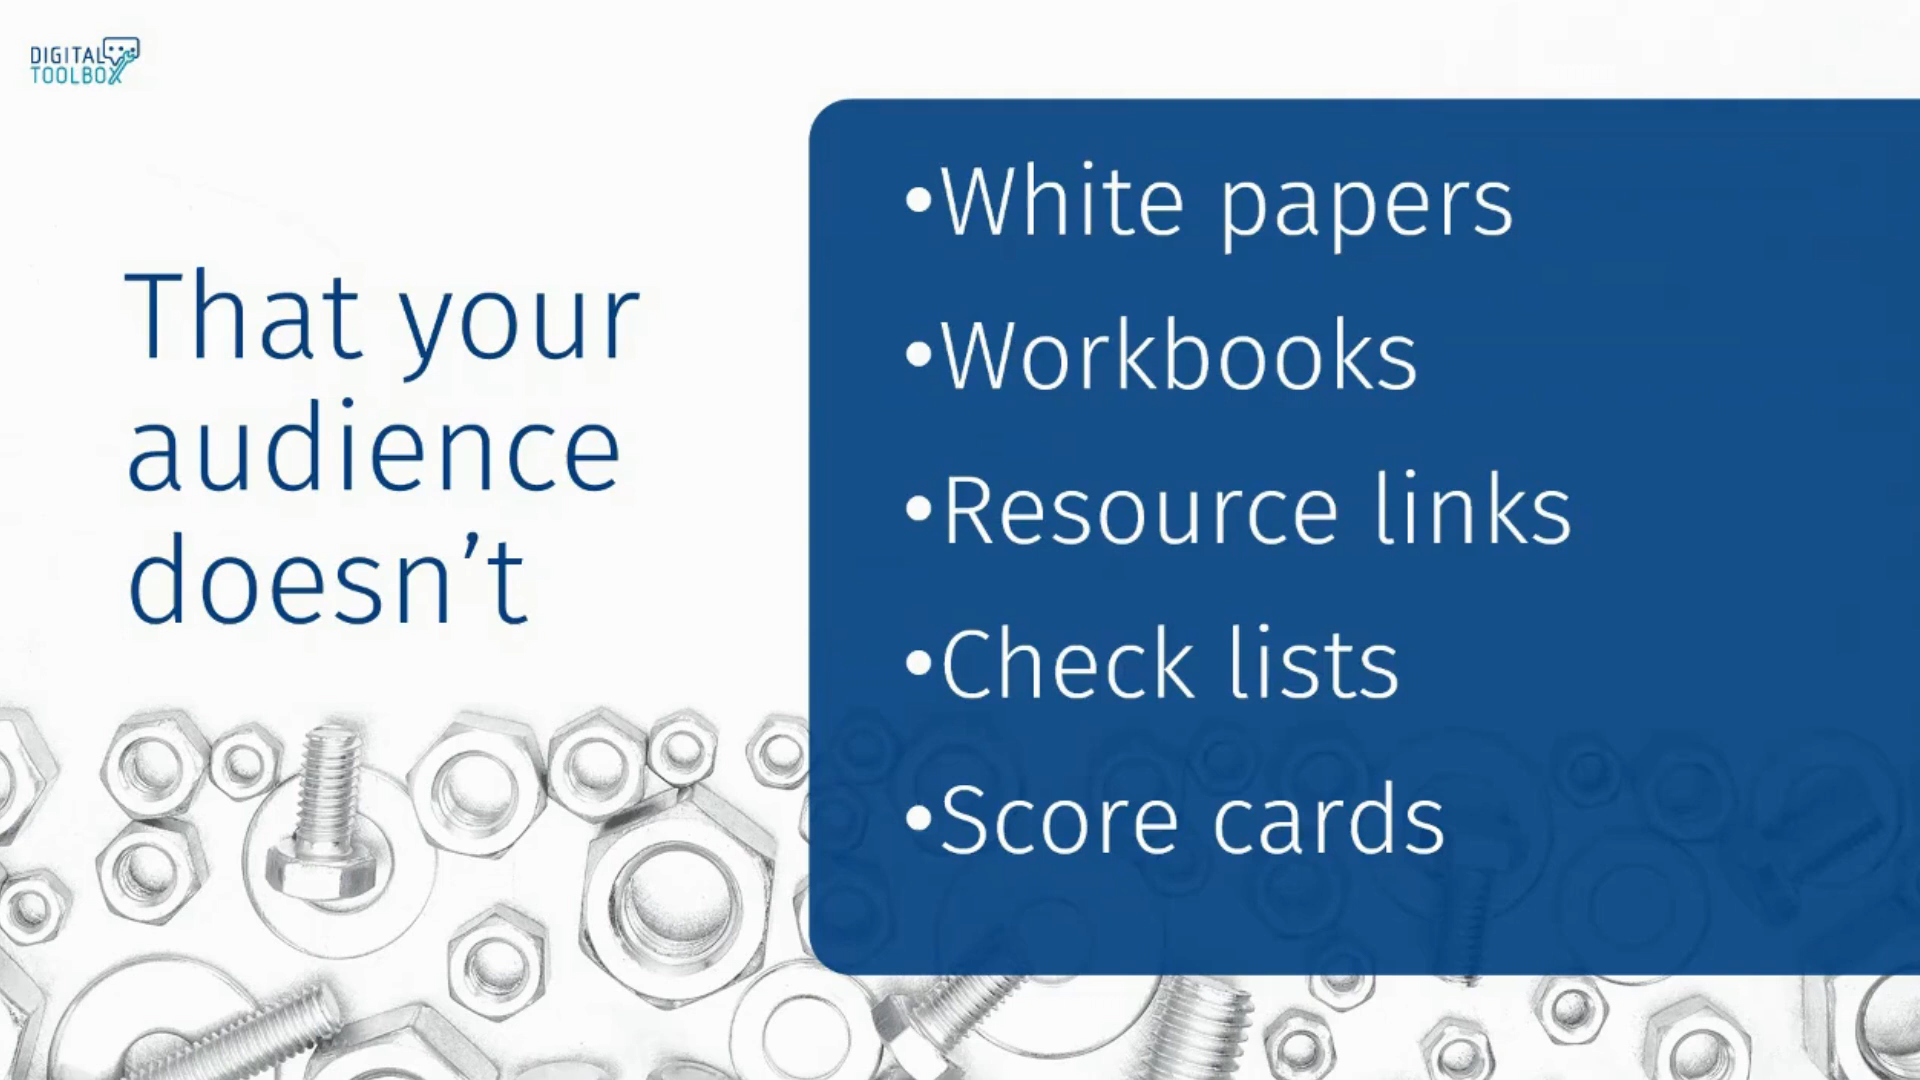 DIGITAL
TOOLBOX
That your
audience
doesn’t
•White papers
•Workbooks
•Resource links
•Check lists
•Score cards